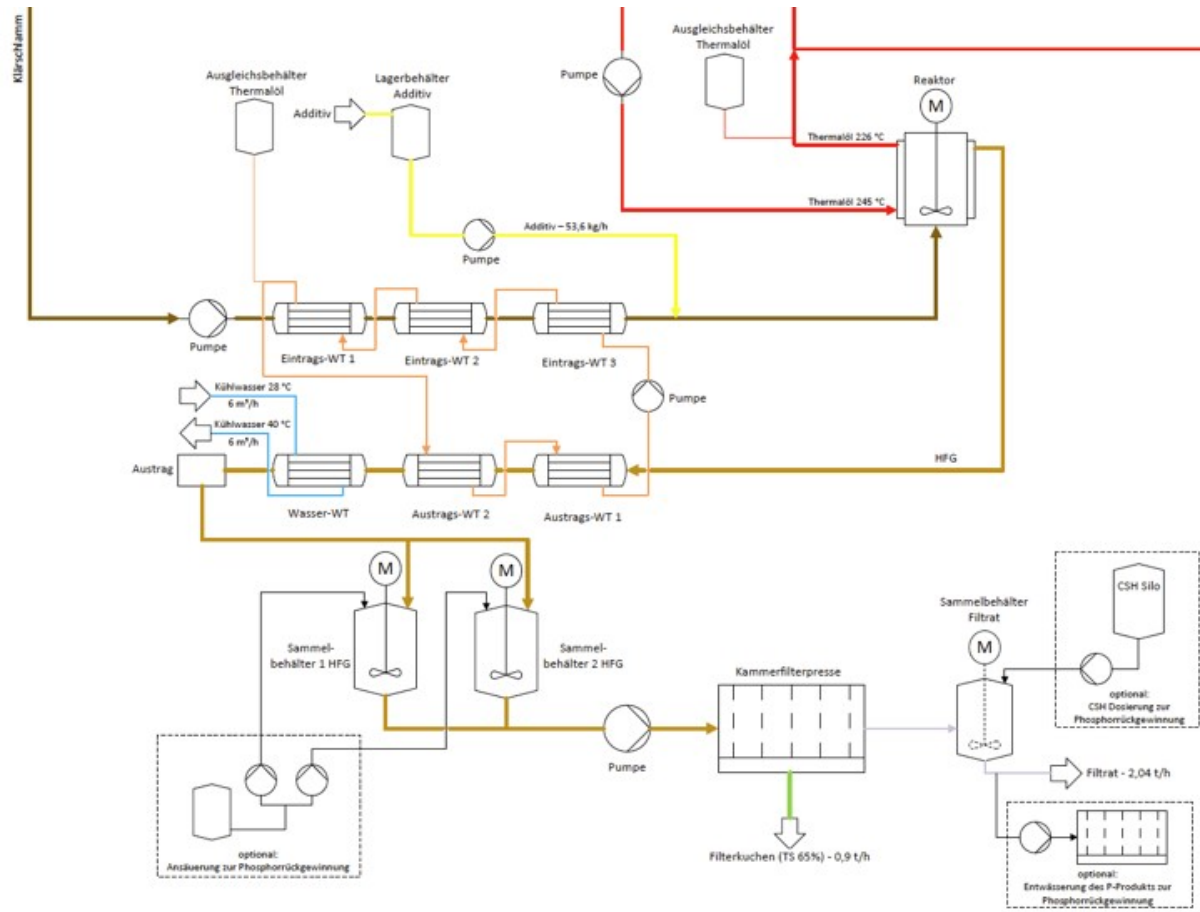 Klärschlamm
Ausgleichsbehälter
Thermalöl
Lagerbehälter
Additiv
Additiv
Pumpe
Ausgleichsbehälter
Thermalöl
Reaktor
M
Thermalöl 226 °C
Thermalöl 245 °C
Additiv – 53,6 kg/h
Pumpe
Pumpe
Eintrags-WT 1
Eintrags-WT 2
Eintrags-WT 3
Pumpe
Kühlwasser 28 °C
6 m³/h
Kühlwasser 40 °C
6 m³/h
Austrag
HFG
Wasser-WT
Austrags-WT 2
Austrags-WT 1
M
M
Sammel-
behälter 1 HFG
Sammel-
behälter 2 HFG
Kammerfilterpresse
Pumpe
Sammelbehälter
Filtrat
M
CSH Silo
optional:
CSH Dosierung zur
Phosphorrückgewinnung
Filtrat - 2,04 t/h
Filterkuchen (TS 65%) - 0,9 t/h
optional:
Ansäuerung zur Phosphorrückgewinnung
optional:
Entwässerung des P-Produkts zur
Phosphorrückgewinnung